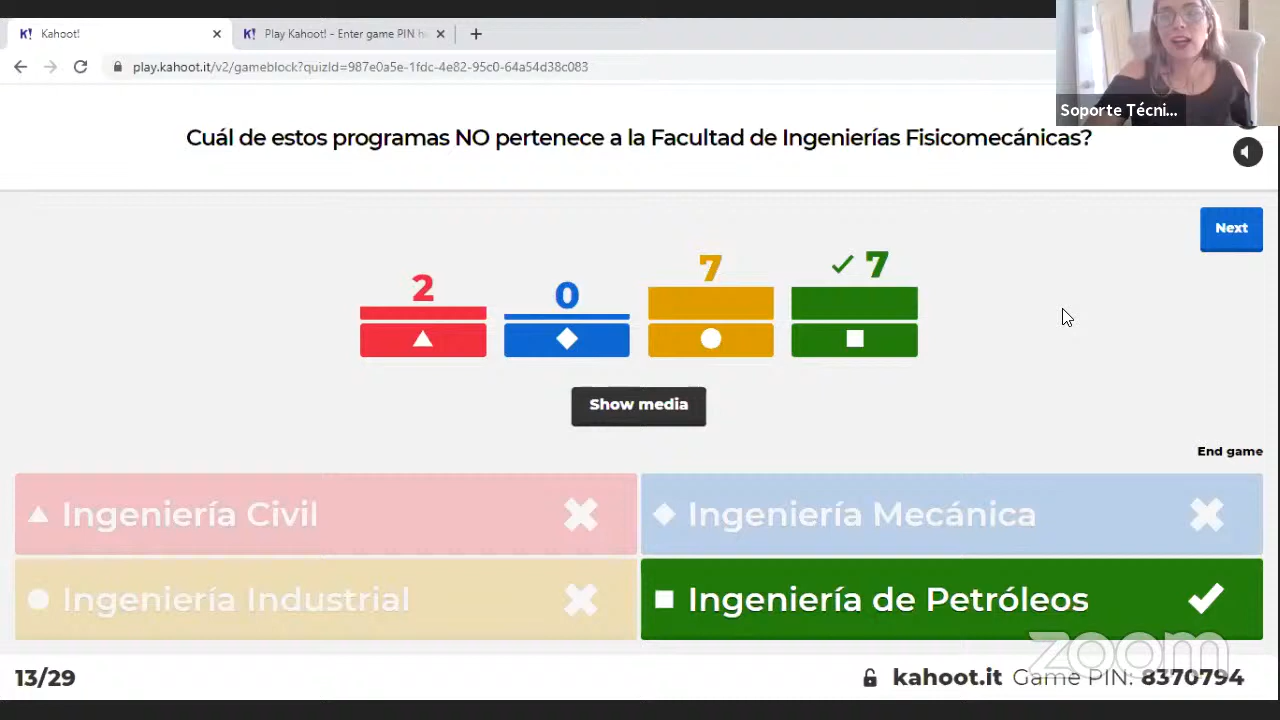 K! Kahoot!
K! Play Kahoot! - Enter game PIN h
play.kahoot.it/v2/gameblock?quizId=987e0a5e-1fdc-4e82-95c0-64a54d38c083
Soporte Técni...
Cuál de estos programas NO pertenece a la Facultad de Ingenierías Fisicomecánicas?
Next
2
0
7
7
Show media
End game
Ingeniería Civil
Ingeniería Mecánica
Ingeniería Industrial
Ingeniería de Petróleos
zoom
13/29
kahoot.it Game PIN: 8370794